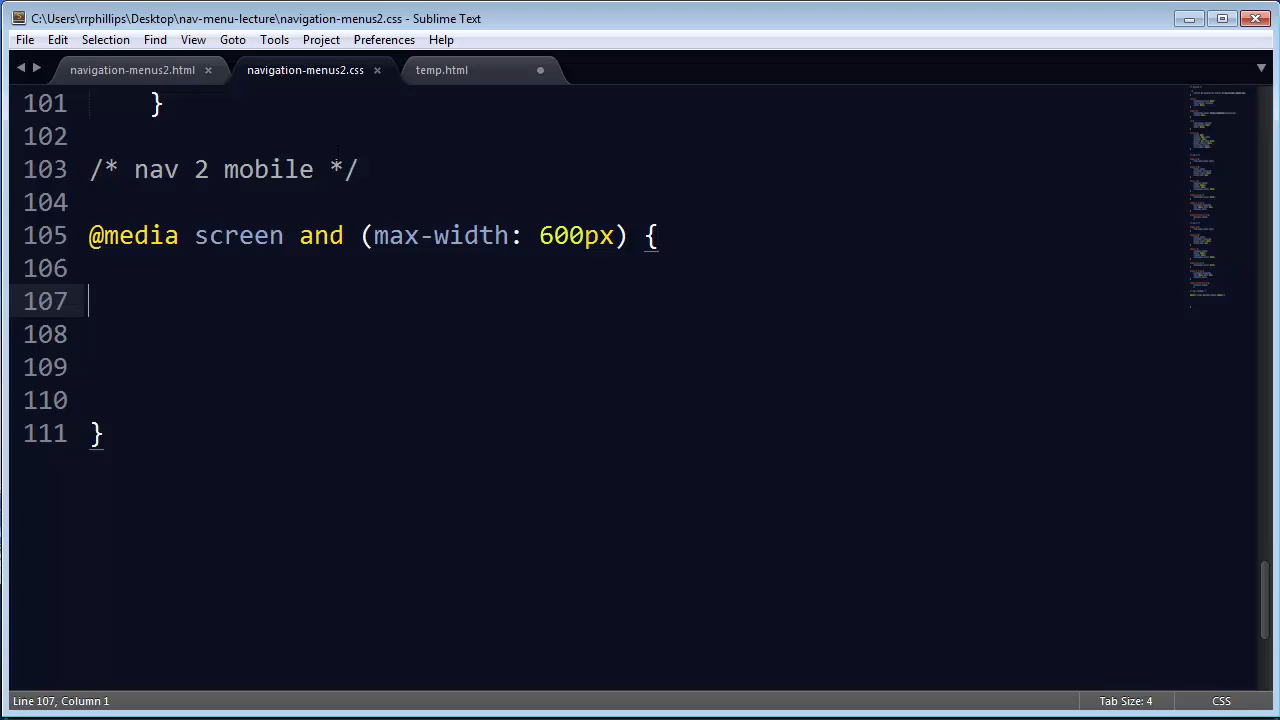 C:\Users\rrphillips\Desktop\nav-menu-lecture\navigation-menus2.css - Sublime Text
File Edit Selection Find View Goto Tools Project Preferences Help
navigation-menus2.html × navigation-menus2.css × temp.html
101 }
102
103 /* nav 2 mobile */
104
105 @media screen and (max-width: 600px) {
106
107
108
109
110
111 }
Line 107, Column 1 Tab Size: 4 CSS